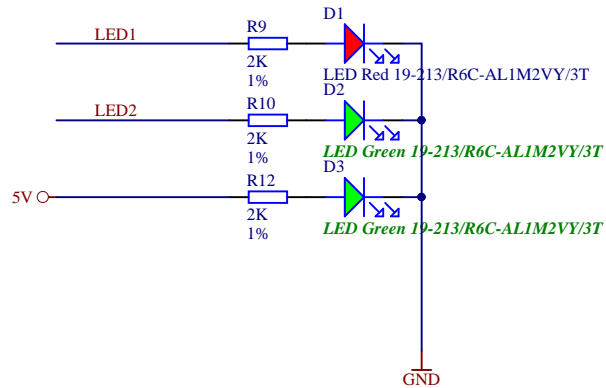 D1
LED1
R9
2K
1%
LED Red 19-213/R6C-AL1M2VY/3T
D2
LED2
R10
2K
1%
LED Green 19-213/R6C-AL1M2VY/3T
D3
5V
R12
2K
1%
LED Green 19-213/R6C-AL1M2VY/3T
GND